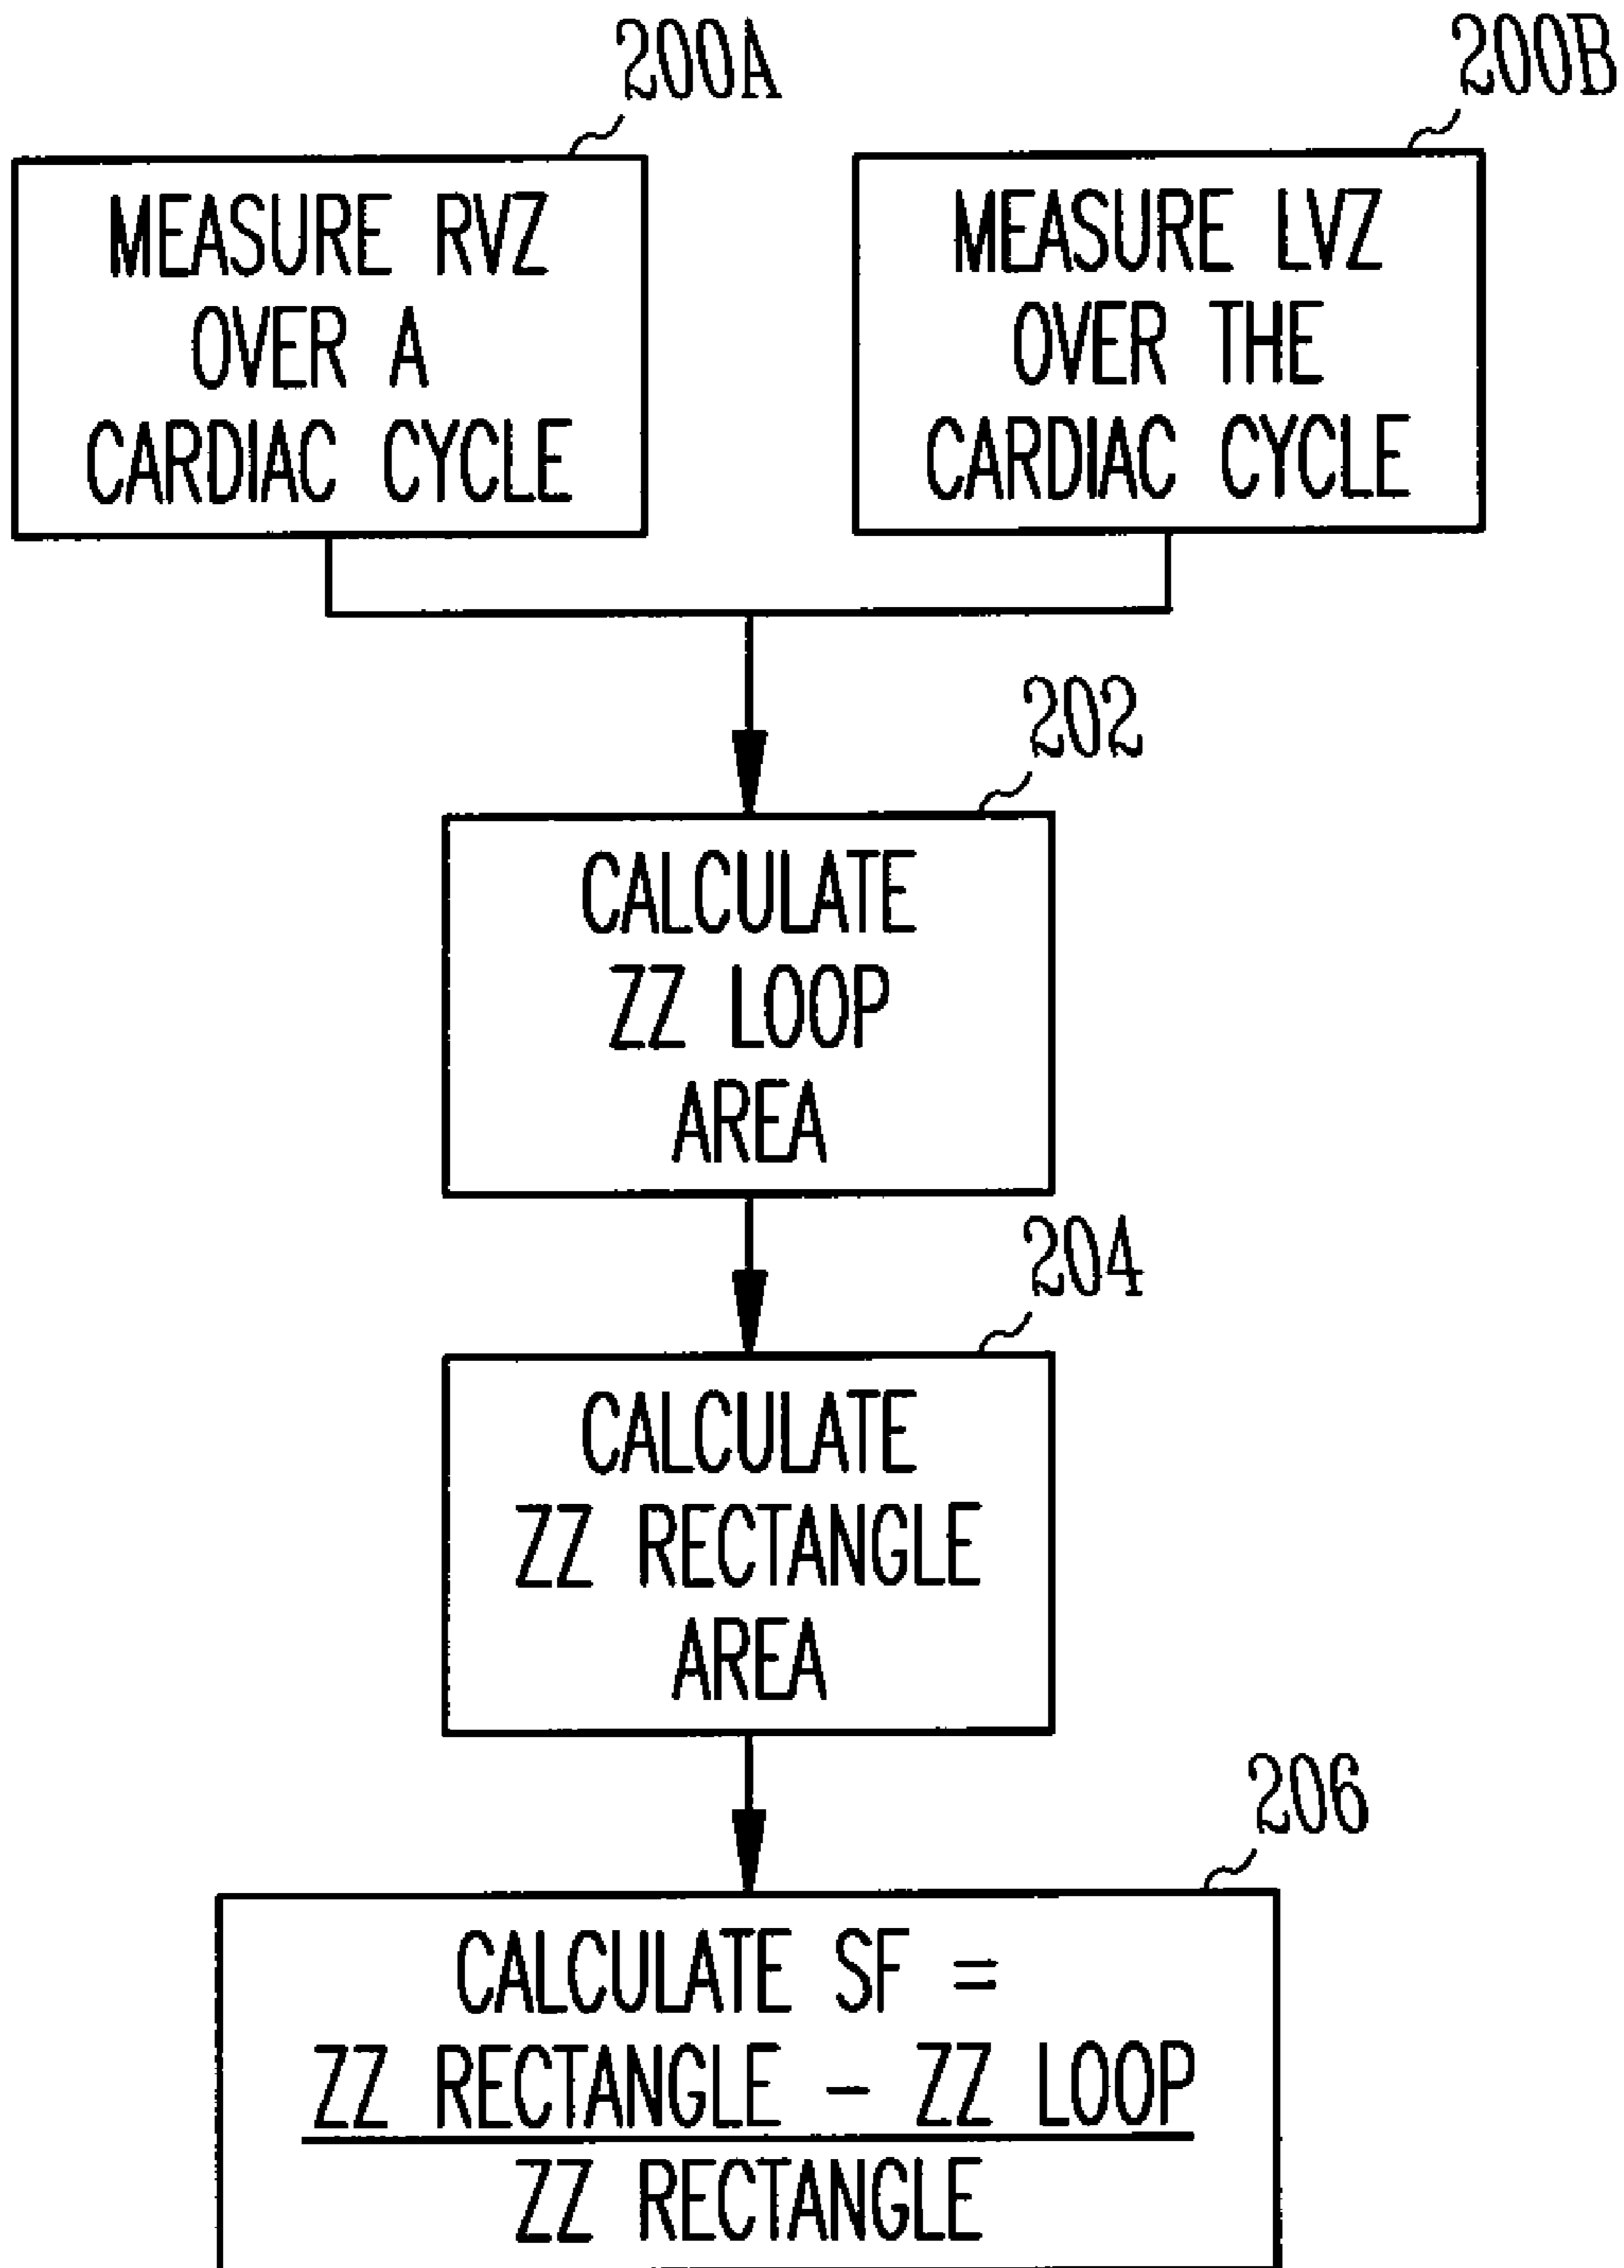 200A
MEASURE RVZ
OVER A
CARDIAC CYCLE
200B
MEASURE LVZ
OVER THE
CARDIAC CYCLE
202
CALCULATE
ZZ LOOP
AREA
204
CALCULATE
ZZ RECTANGLE
AREA
206
CALCULATE SF =
ZZ RECTANGLE - ZZ LOOP
ZZ RECTANGLE